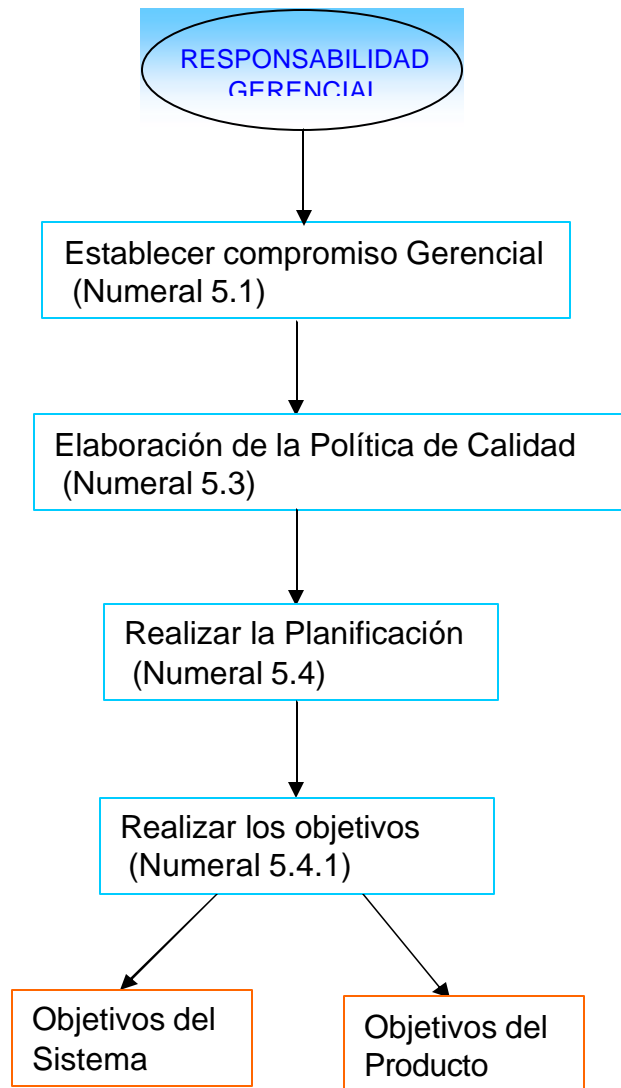 RESPONSABILIDAD
GERENCIAL
Establecer compromiso Gerencial
(Numeral 5.1)
Elaboración de la Política de Calidad
(Numeral 5.3)
Realizar la Planificación
(Numeral 5.4)
Realizar los objetivos
(Numeral 5.4.1)
Objetivos del
Sistema
Objetivos del
Producto